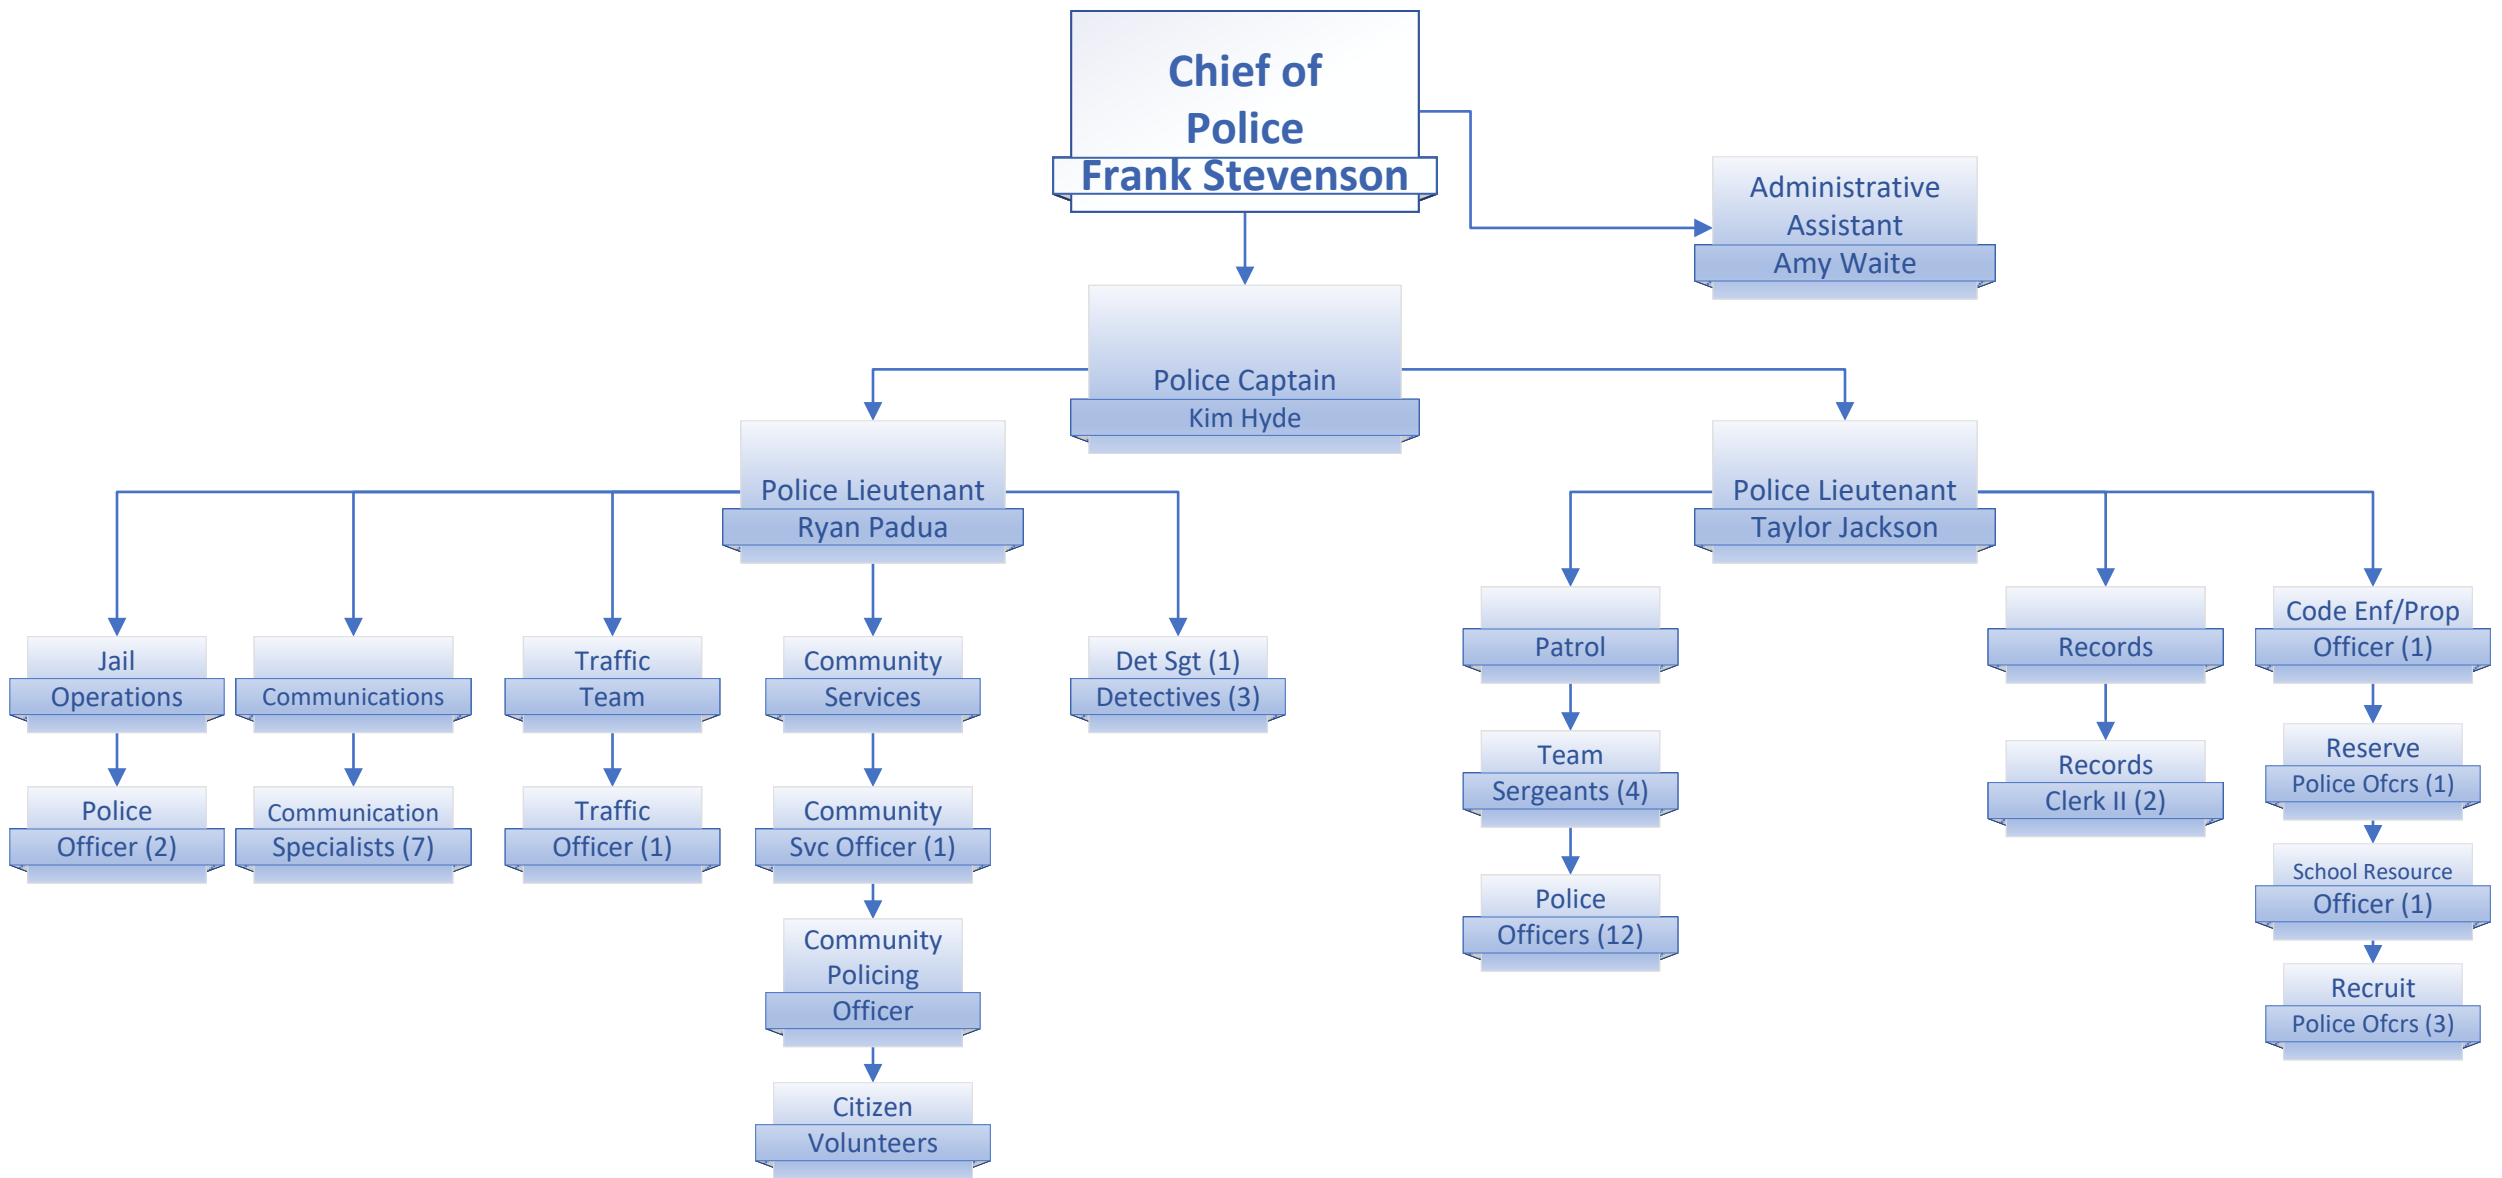 Chief of
Police
Frank Stevenson
Administrative
Assistant
Amy Waite
Police Captain
Kim Hyde
Police Lieutenant
Ryan Padua
Police Lieutenant
Taylor Jackson
Jail
Operations
Communications
Traffic
Team
Community
Services
Det Sgt (1)
Detectives (3)
Patrol
Records
Code Enf/Prop
Officer (1)
Police
Officer (2)
Communication
Specialists (7)
Traffic
Officer (1)
Community
Svc Officer (1)
Community
Policing
Officer
Citizen
Volunteers
Team
Sergeants (4)
Police
Officers (12)
Records
Clerk II (2)
Reserve
Police Ofcrs (1)
School Resource
Officer (1)
Recruit
Police Ofcrs (3)